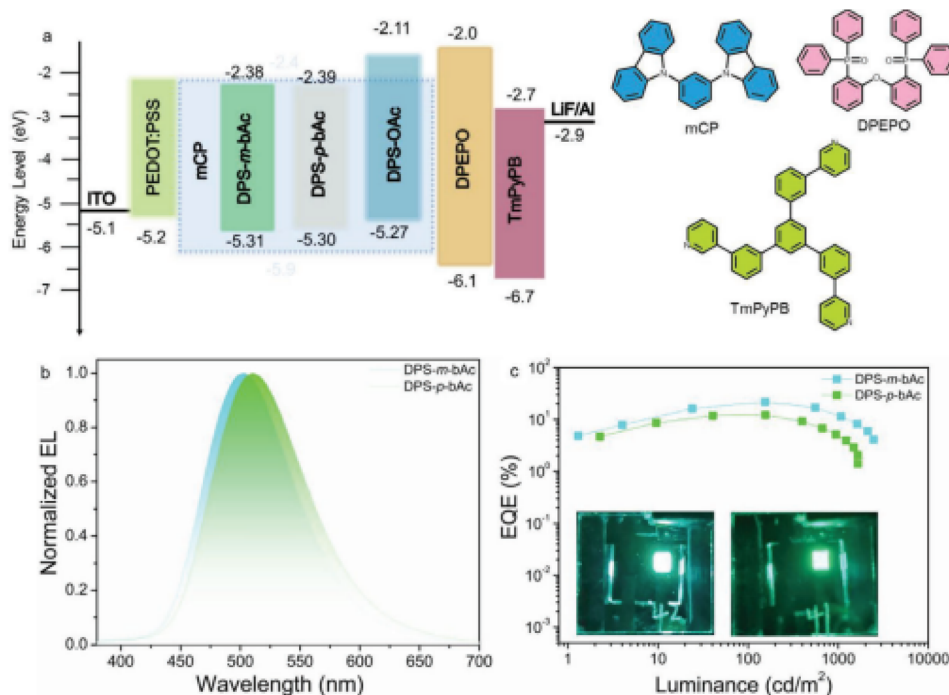 a
Energy Level (eV)
-2
-3
-4
-5
-6
-7
ITO
-5.1
PEDOT:PSS
-5.2
mCP
-2.4
-5.9
-2.38
DPS-m-bAc
-5.31
-2.39
DPS-p-bAc
-5.30
-2.11
DPS-OAc
-5.27
-2.0
DPEPO
-6.1
-2.7
TmPyPB
-6.7
LiF/Al
-2.9
N N
mCP
P=O O=P
O
DPEPO
N
N
N
TmPyPB
b
DPS-m-bAc
DPS-p-bAc
Normalized EL
1.0
0.8
0.6
0.4
0.2
0.0
400 450 500 550 600 650 700
Wavelength (nm)
c
DPS-m-bAc
DPS-p-bAc
EQE (%)
10²
10¹
10⁰
10⁻¹
10⁻²
10⁻³
1 10 100 1000 10000
Luminance (cd/m²)